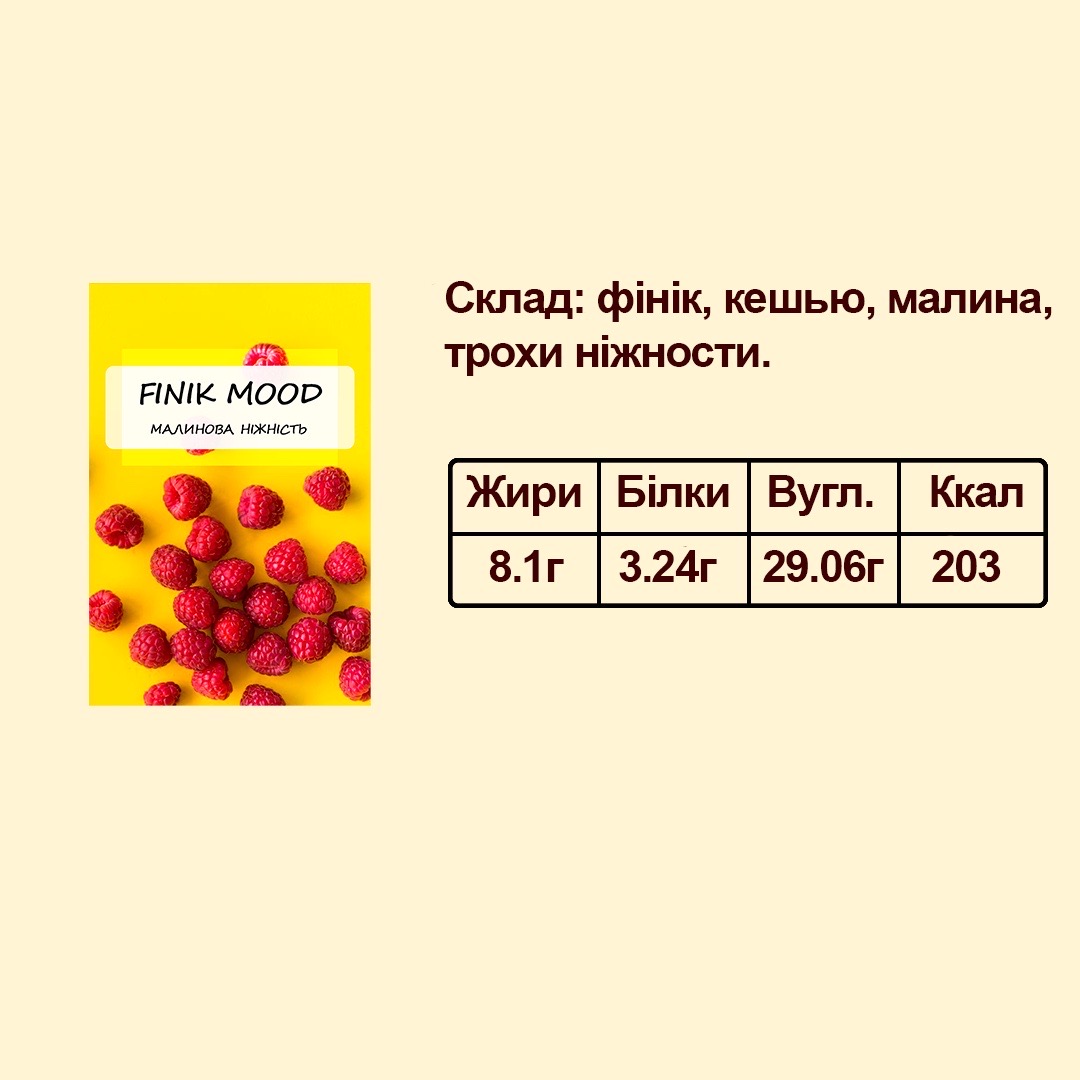 FINIK MOOD
МАЛИНОВА НІЖНІСТЬ
Склад: фінік, кешью, малина,
трохи ніжности.
Жири Білки Вугл. Ккал
8.1г 3.24г 29.06г 203